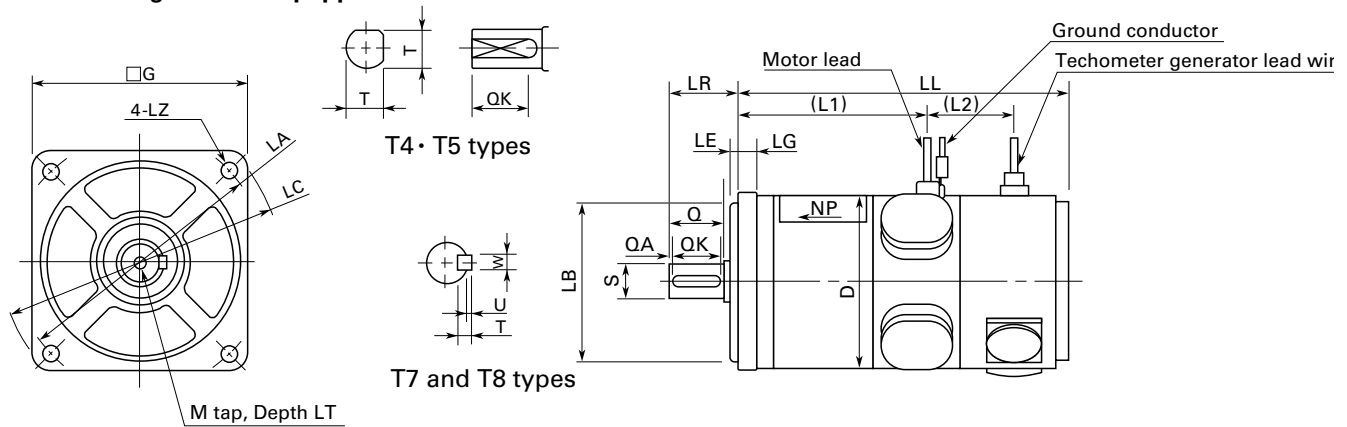 □G
4-LZ
LA
LC
M tap, Depth LT
T
T
QK
T4・T5 types
W
U
T
T7 and T8 types
Motor lead
Ground conductor
Techometer generator lead wir
LR
LL
(L1)
(L2)
LE
LG
NP
Q
QA
QK
LB
S
D